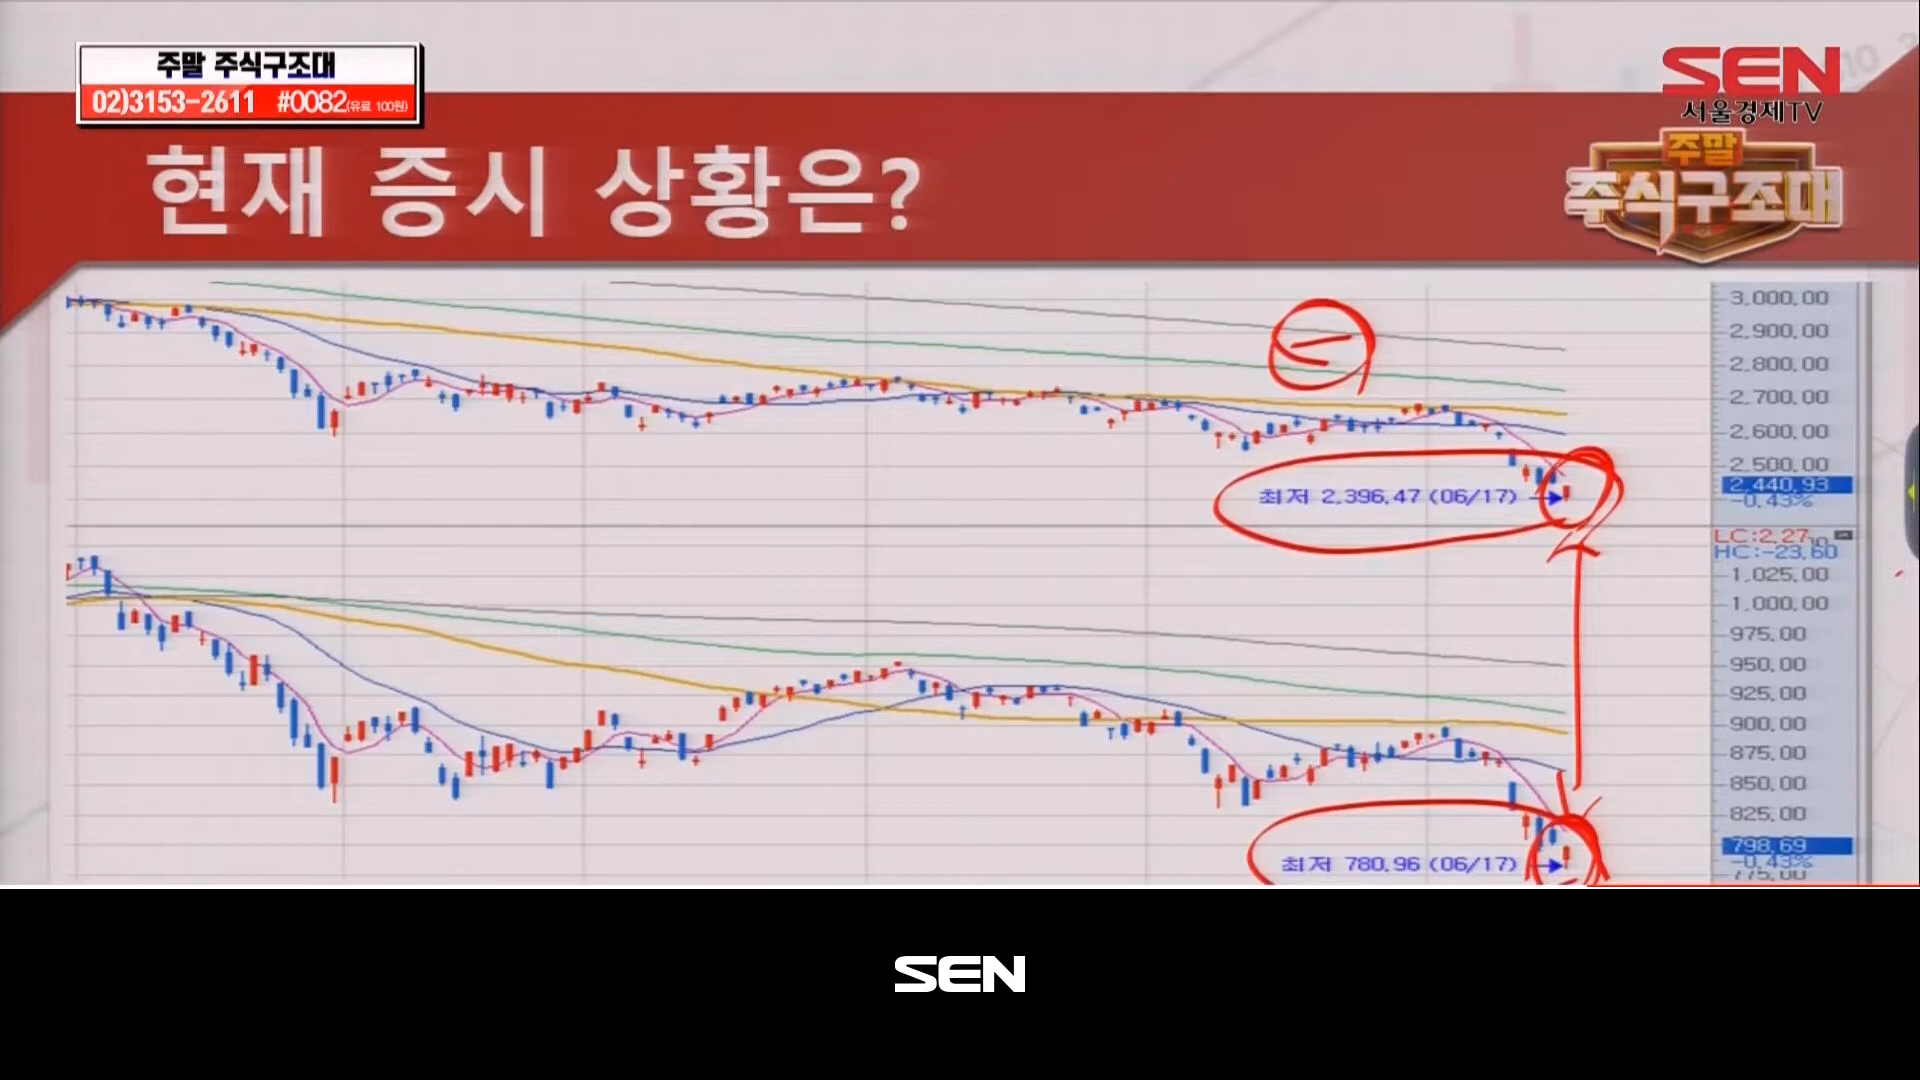 주말 주식구조대
02)3153-2611 #0082(유료 100원)
SEN
서울경제TV
현재 증시 상황은?
주말
주식구조대
3,000.00
2,900.00
2,800.00
2,700.00
2,600.00
2,500.00
최저 2,396.47 (06/17)
2,440.93
-0.43%
LC:2.27
HC:-23.60
1,025.00
1,000.00
975.00
950.00
925.00
900.00
875.00
850.00
825.00
798.69
최저 780.96 (06/17)
-0.43%
775.00
SEN